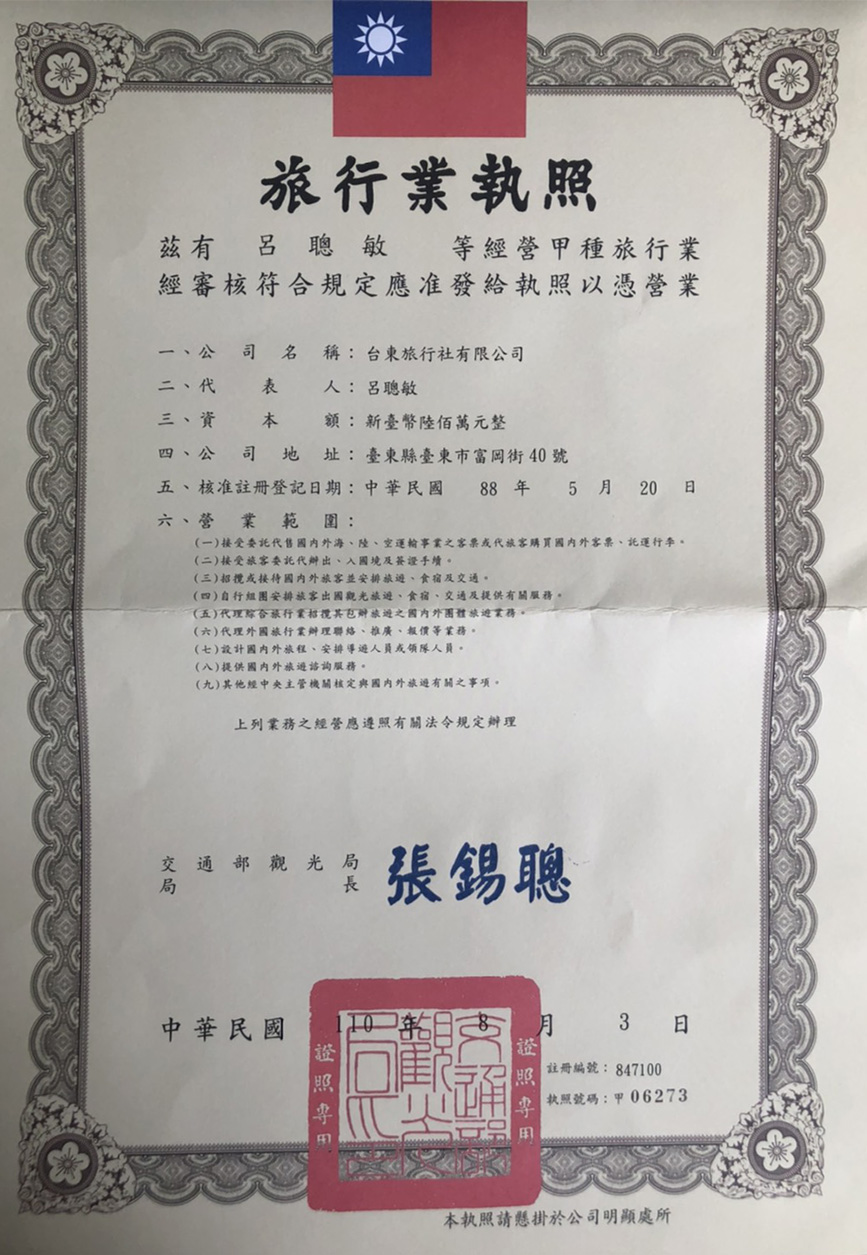 旅行業執照
茲有 呂聰敏 等經營甲種旅行業
經審核符合規定應准發給執照以憑營業
一、公司名稱：台東旅行社有限公司
二、代表人：呂聰敏
三、資本額：新臺幣陸佰萬元整
四、公司地址：臺東縣臺東市富岡街40號
五、核准註冊登記日期：中華民國 88 年 5 月 20 日
六、營業範圍：
(一)接受委託代售國內外海、陸、空運輸事業之客票或代旅客購買國內外客票、託運行李。
(二)接受旅客委託代辦出、入國境及簽證手續。
(三)招攬或接待國內外旅客並安排旅遊、食宿及交通。
(四)自行組團安排旅客出國觀光旅遊、食宿、交通及提供有關服務。
(五)代理綜合旅行業招攬其包辦旅遊之國內外團體旅遊業務。
(六)代理外國旅行業辦理聯絡、推廣、報價等業務。
(七)設計國內外旅程、安排導遊人員或領隊人員。
(八)提供國內外旅遊諮詢服務。
(九)其他經中央主管機關核定與國內外旅遊有關之事項。
上列業務之經營應遵照有關法令規定辦理
交通部觀光局
局長
張錫聰
中華民國 110 年 8 月 3 日
證照專用
交通部觀光局印
證照專用
註冊編號：847100
執照號碼：甲06273
本執照請懸掛於公司明顯處所